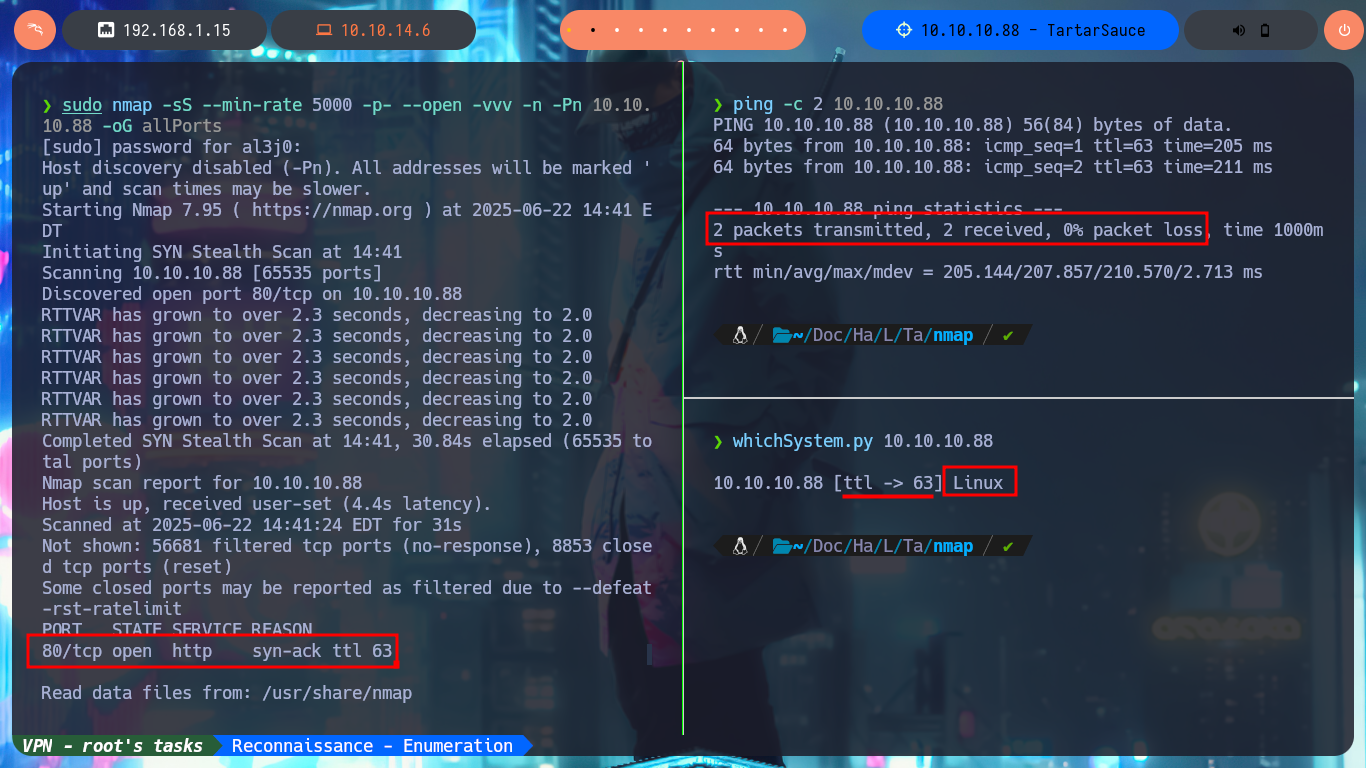 192.168.1.15
10.10.14.6
10.10.10.88 - TartarSauce
❯ sudo nmap -sS --min-rate 5000 -p- --open -vvv -n -Pn 10.10.
10.88 -oG allPorts
[sudo] password for al3j0:
Host discovery disabled (-Pn). All addresses will be marked '
up' and scan times may be slower.
Starting Nmap 7.95 ( https://nmap.org ) at 2025-06-22 14:41 E
DT
Initiating SYN Stealth Scan at 14:41
Scanning 10.10.10.88 [65535 ports]
Discovered open port 80/tcp on 10.10.10.88
RTTVAR has grown to over 2.3 seconds, decreasing to 2.0
RTTVAR has grown to over 2.3 seconds, decreasing to 2.0
RTTVAR has grown to over 2.3 seconds, decreasing to 2.0
RTTVAR has grown to over 2.3 seconds, decreasing to 2.0
RTTVAR has grown to over 2.3 seconds, decreasing to 2.0
RTTVAR has grown to over 2.3 seconds, decreasing to 2.0
Completed SYN Stealth Scan at 14:41, 30.84s elapsed (65535 to
tal ports)
Nmap scan report for 10.10.10.88
Host is up, received user-set (4.4s latency).
Scanned at 2025-06-22 14:41:24 EDT for 31s
Not shown: 56681 filtered tcp ports (no-response), 8853 close
d tcp ports (reset)
Some closed ports may be reported as filtered due to --defeat
-rst-ratelimit
PORT   STATE SERVICE REASON
80/tcp open  http    syn-ack ttl 63
Read data files from: /usr/share/nmap
❯ ping -c 2 10.10.10.88
PING 10.10.10.88 (10.10.10.88) 56(84) bytes of data.
64 bytes from 10.10.10.88: icmp_seq=1 ttl=63 time=205 ms
64 bytes from 10.10.10.88: icmp_seq=2 ttl=63 time=211 ms
--- 10.10.10.88 ping statistics ---
2 packets transmitted, 2 received, 0% packet loss, time 1000m
s
rtt min/avg/max/mdev = 205.144/207.857/210.570/2.713 ms
~/Doc/Ha/L/Ta/nmap / ✔
❯ whichSystem.py 10.10.10.88
10.10.10.88 [ttl -> 63] Linux
~/Doc/Ha/L/Ta/nmap / ✔
VPN - root's tasks
Reconnaissance - Enumeration